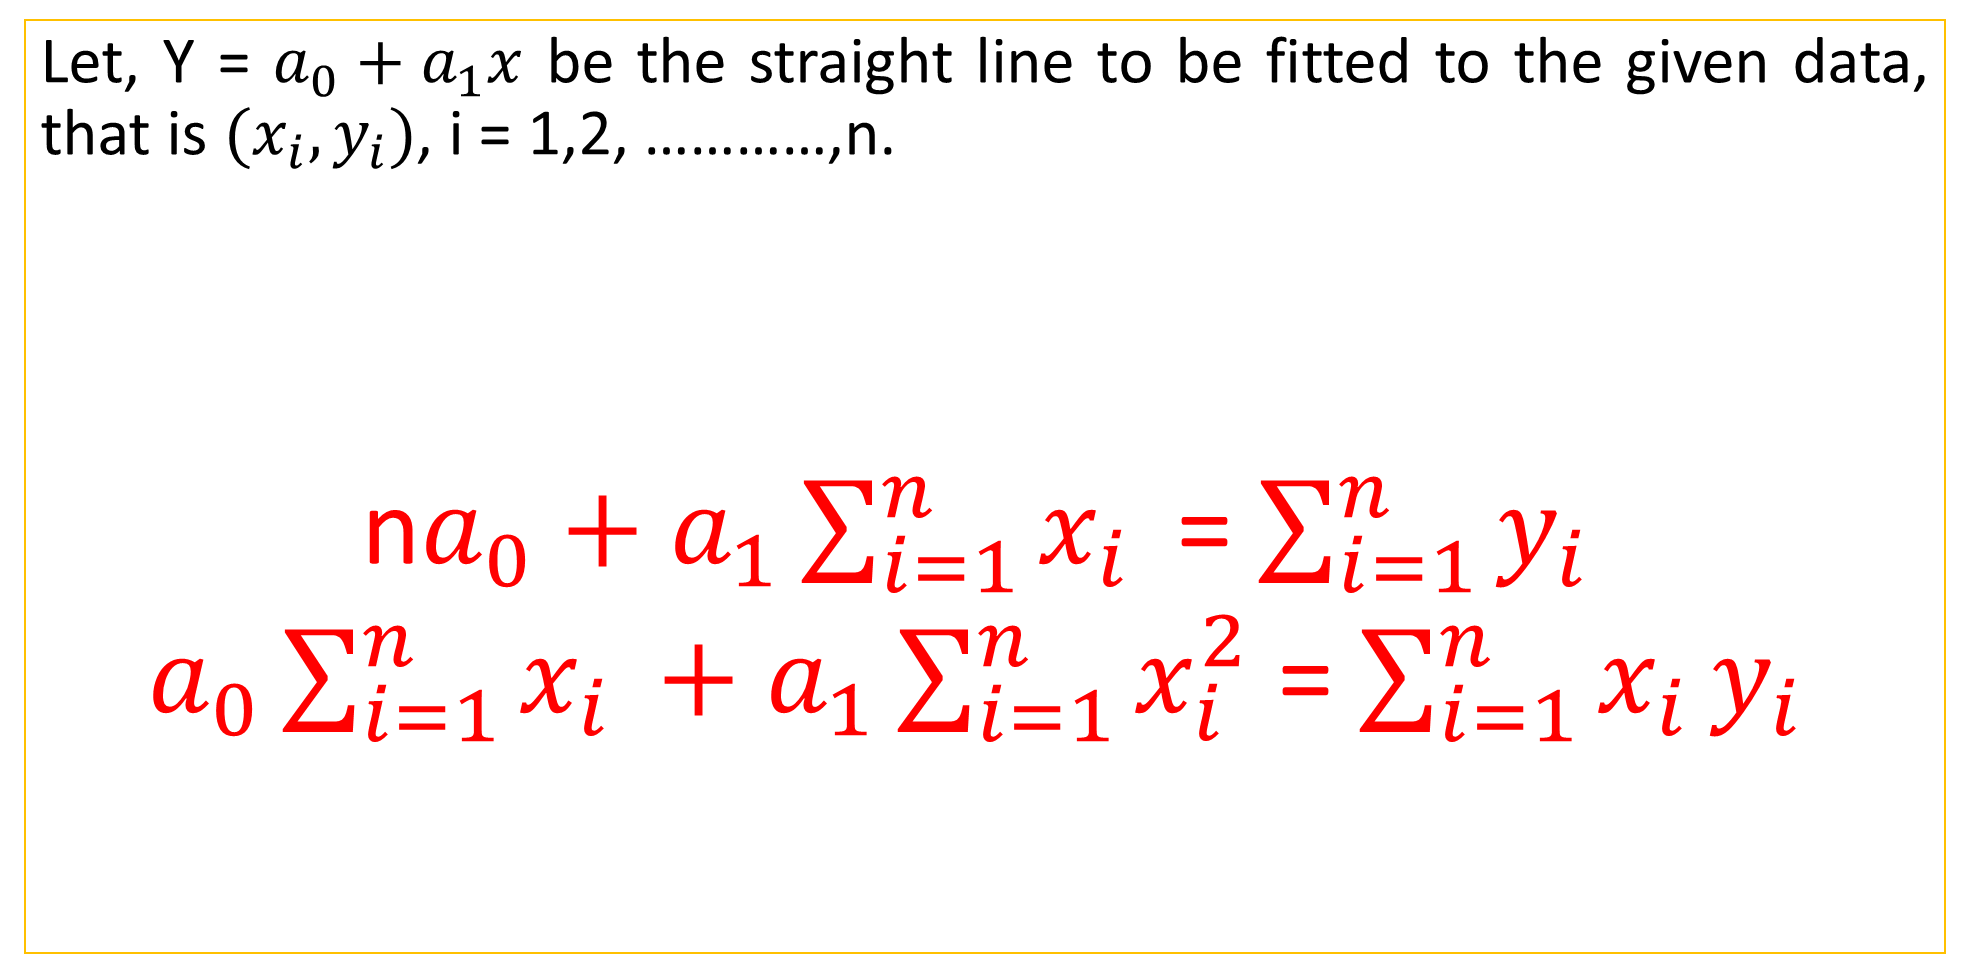 Let, Y = 𝑎₀ + 𝑎₁𝑥 be the straight line to be fitted to the given data,
that is (𝑥ᵢ, 𝑦ᵢ), i = 1,2, …………,n.
n𝑎₀ + 𝑎₁ ∑ⁿᵢ₌₁ 𝑥ᵢ = ∑ⁿᵢ₌₁ 𝑦ᵢ
𝑎₀ ∑ⁿᵢ₌₁ 𝑥ᵢ + 𝑎₁ ∑ⁿᵢ₌₁ 𝑥ᵢ² = ∑ⁿᵢ₌₁ 𝑥ᵢ 𝑦ᵢ